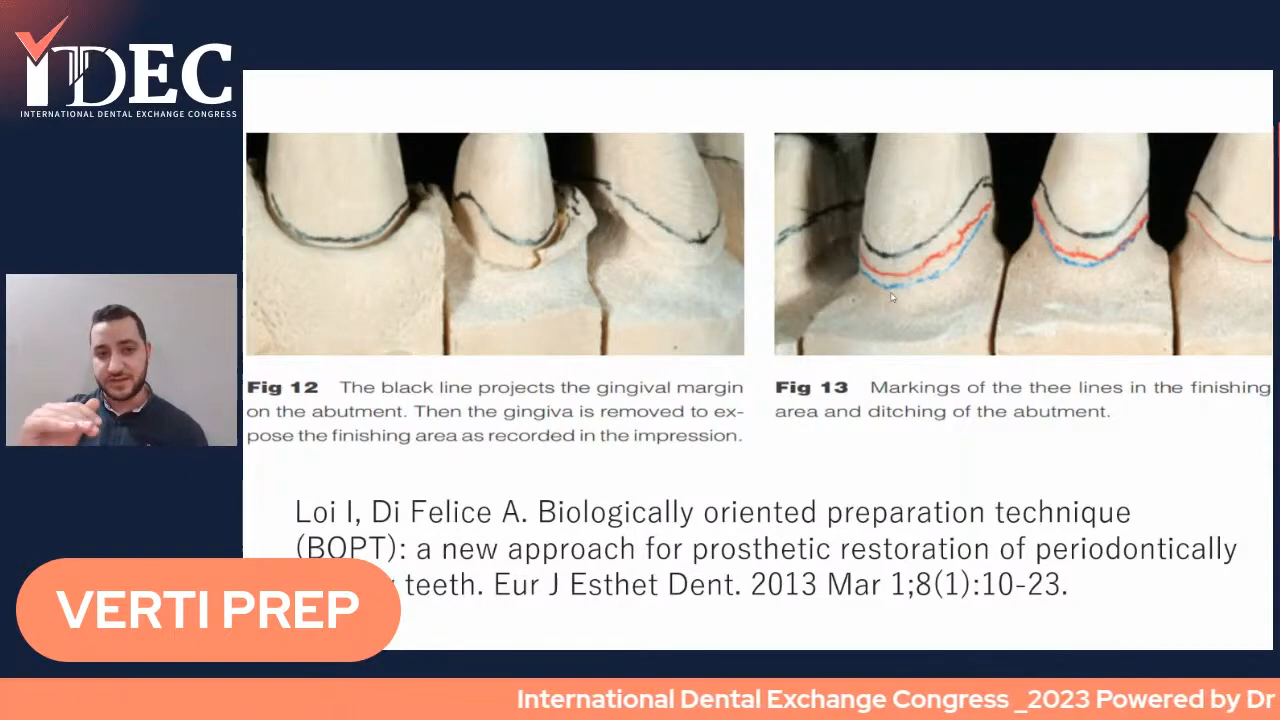 IDEC
INTERNATIONAL DENTAL EXCHANGE CONGRESS
Fig 12 The black line projects the gingival margin
on the abutment. Then the gingiva is removed to ex-
pose the finishing area as recorded in the impression.
Fig 13 Markings of the thee lines in the finishing
area and ditching of the abutment.
Loi I, Di Felice A. Biologically oriented preparation technique
(BOPT): a new approach for prosthetic restoration of periodontically
teeth. Eur J Esthet Dent. 2013 Mar 1;8(1):10-23.
VERTI PREP
International Dental Exchange Congress _2023 Powered by Dr